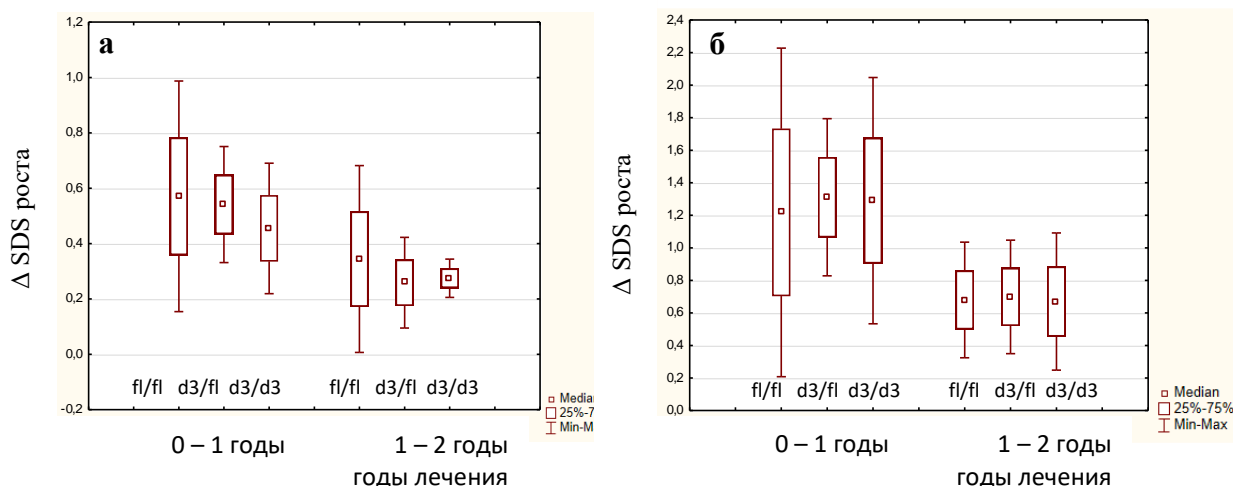 а
1,2
1,0
0,8
0,6
0,4
0,2
0,0
-0,2
Δ SDS роста
fl/fl d3/fl d3/d3 fl/fl d3/fl d3/d3
0 – 1 годы 1 – 2 годы
годы лечения
Median
25%-7
Min-M
б
2,4
2,2
2,0
1,8
1,6
1,4
1,2
1,0
0,8
0,6
0,4
0,2
0,0
Δ SDS роста
fl/fl d3/fl d3/d3 fl/fl d3/fl d3/d3
0 – 1 годы 1 – 2 годы
годы лечения
Median
25%-75%
Min-Max